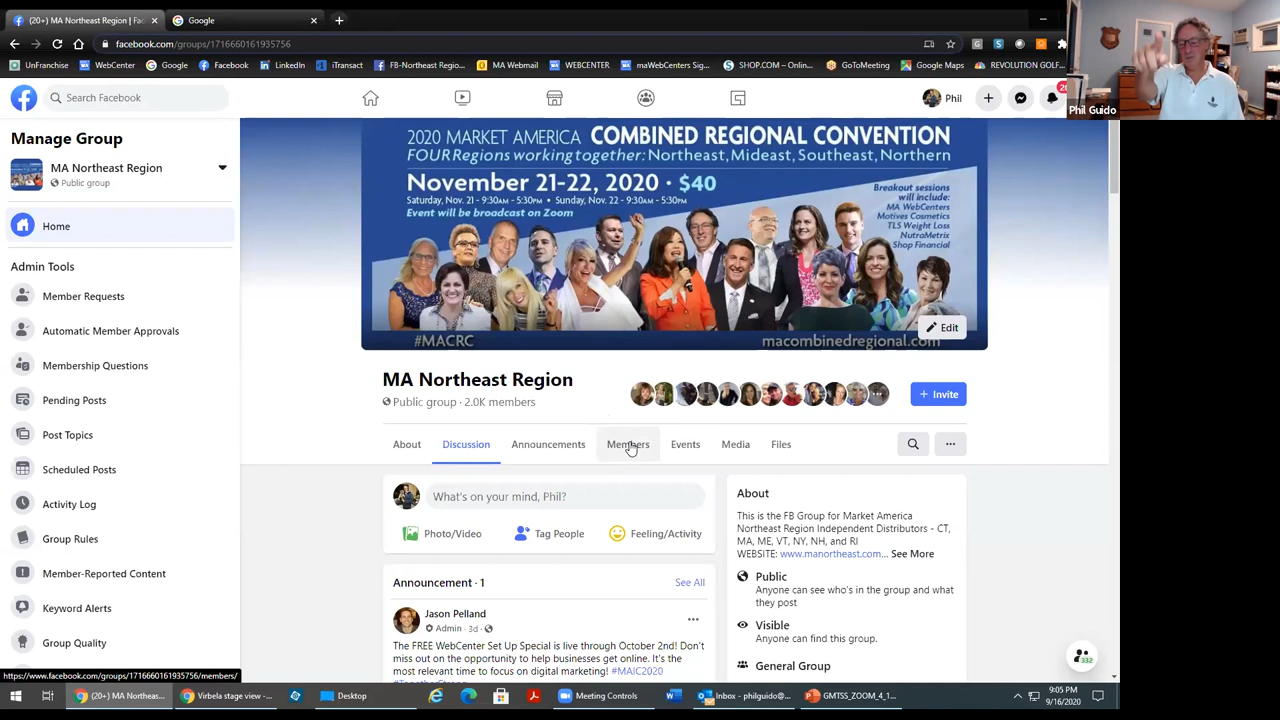 (20+) MA Northeast Region | Fac
Google
facebook.com/groups/1716660161935756
UnFranchise
WebCenter
Google
Facebook
LinkedIn
iTransact
FB-Northeast Regio...
MA Webmail
WEBCENTER
maWebCenters Sig...
SHOP.COM – Onlin...
GoToMeeting
Google Maps
REVOLUTION GOLF...
Phil Guido
Search Facebook
Phil
Manage Group
MA Northeast Region
Public group
Home
Admin Tools
Member Requests
Automatic Member Approvals
Membership Questions
Pending Posts
Post Topics
Scheduled Posts
Activity Log
Group Rules
Member-Reported Content
Keyword Alerts
Group Quality
https://www.facebook.com/groups/1716660161935756/members/
2020 MARKET AMERICA COMBINED REGIONAL CONVENTION
FOUR Regions working together: Northeast, Mideast, Southeast, Northern
November 21-22, 2020 · $40
Saturday, Nov. 21 - 9:30AM - 5:30PM • Sunday, Nov. 22 - 9:30AM - 5:30PM
Event will be broadcast on Zoom
Breakout sessions
will include:
MA WebCenters
Motives Cosmetics
TLS Weight Loss
NutraMetrix
Shop Financial
Edit
#MACRC
macombinedregional.com
MA Northeast Region
Public group · 2.0K members
Invite
About
Discussion
Announcements
Members
Events
Media
Files
What's on your mind, Phil?
Photo/Video
Tag People
Feeling/Activity
Announcement · 1
See All
Jason Pelland
Admin · 3d ·
The FREE WebCenter Set Up Special is live through October 2nd! Don't
miss out on the opportunity to help businesses get online. It's the
most relevant time to focus on digital marketing! #MAIC2020
About
This is the FB Group for Market America
Northeast Region Independent Distributors - CT,
MA, ME, VT, NY, NH, and RI
WEBSITE: www.manortheast.com... See More
Public
Anyone can see who's in the group and what
they post
Visible
Anyone can find this group.
General Group
332
(20+) MA Northeas...
Virbela stage view -...
Desktop
Meeting Controls
Inbox - philguido@...
GMTSS_ZOOM_4_1...
9:05 PM
9/16/2020